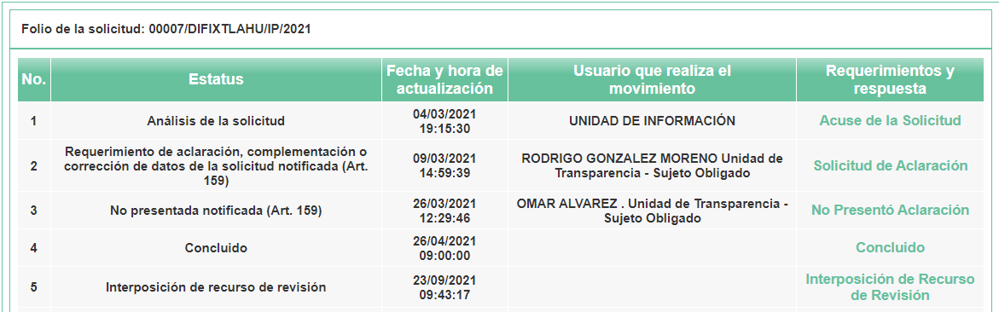 Folio de la solicitud: 00007/DIFIXTLAHU/IP/2021
No. Estatus Fecha y hora de actualización Usuario que realiza el movimiento Requerimientos y respuesta
1 Análisis de la solicitud 04/03/2021 19:15:30 UNIDAD DE INFORMACIÓN Acuse de la Solicitud
2 Requerimiento de aclaración, complementación o corrección de datos de la solicitud notificada (Art. 159) 09/03/2021 14:59:39 RODRIGO GONZALEZ MORENO Unidad de Transparencia - Sujeto Obligado Solicitud de Aclaración
3 No presentada notificada (Art. 159) 26/03/2021 12:29:46 OMAR ALVAREZ . Unidad de Transparencia - Sujeto Obligado No Presentó Aclaración
4 Concluido 26/04/2021 09:00:00 Concluido
5 Interposición de recurso de revisión 23/09/2021 09:43:17 Interposición de Recurso de Revisión